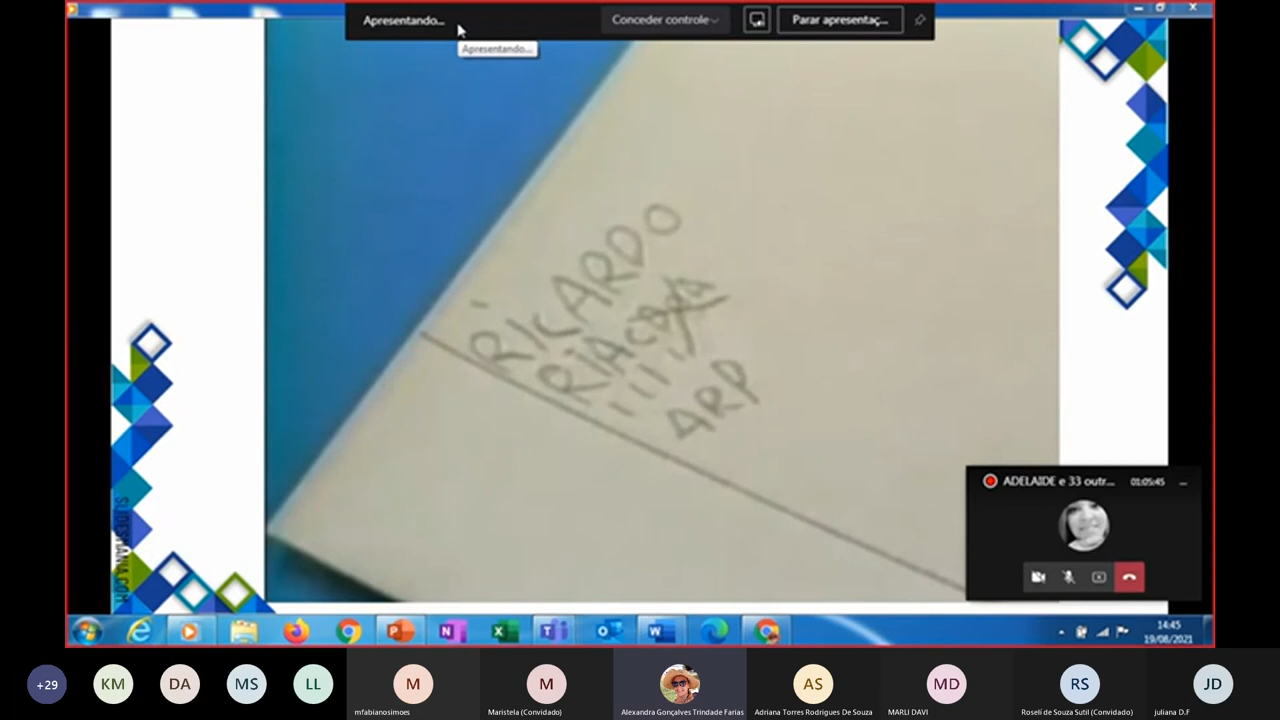 Apresentando...
Conceder controle
Parar apresentaç...
Apresentando...
RICARDO
RIAC
ARP
ADELAIDE e 33 outr...
01:05:45
14:45
19/08/2021
+29
KM
DA
MS
LL
M
M
AS
MD
RS
JD
mfabianosimoes
Maristela (Convidado)
Alexandra Gonçalves Trindade Farias
Adriana Torres Rodrigues De Souza
MARLI DAVI
Roseli de Souza Sutil (Convidado)
juliana D.F